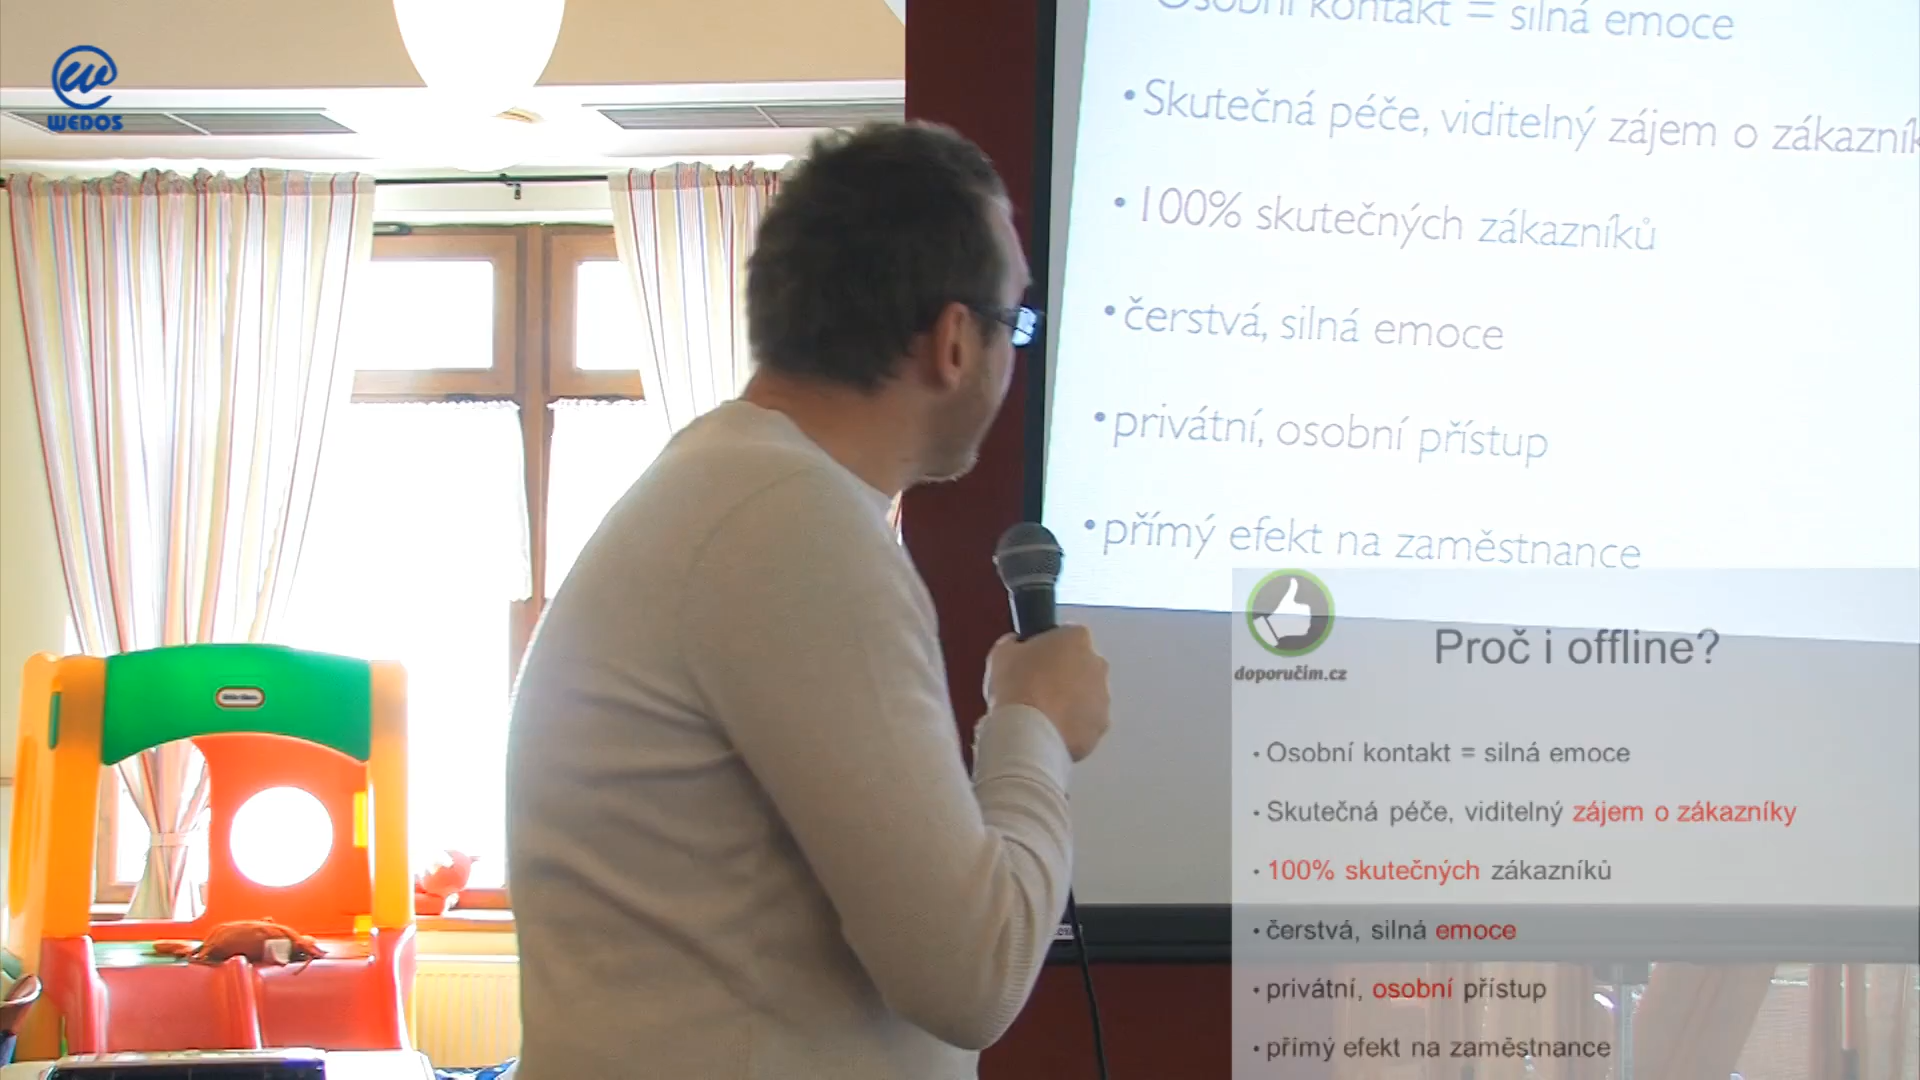 WEDOS
Osobní kontakt = silná emoce
• Skutečná péče, viditelný zájem o
• 100% skutečných zákazníků
• čerstvá, silná emoce
• privátní, osobní přístup
• přímý efekt na zaměstnance
doporučim.cz
Proč i offline?
• Osobní kontakt = silná emoce
• Skutečná péče, viditelný zájem o zákazníky
• 100% skutečných zákazníků
• čerstvá, silná emoce
• privátní, osobní přístup
• přímý efekt na zaměstnance